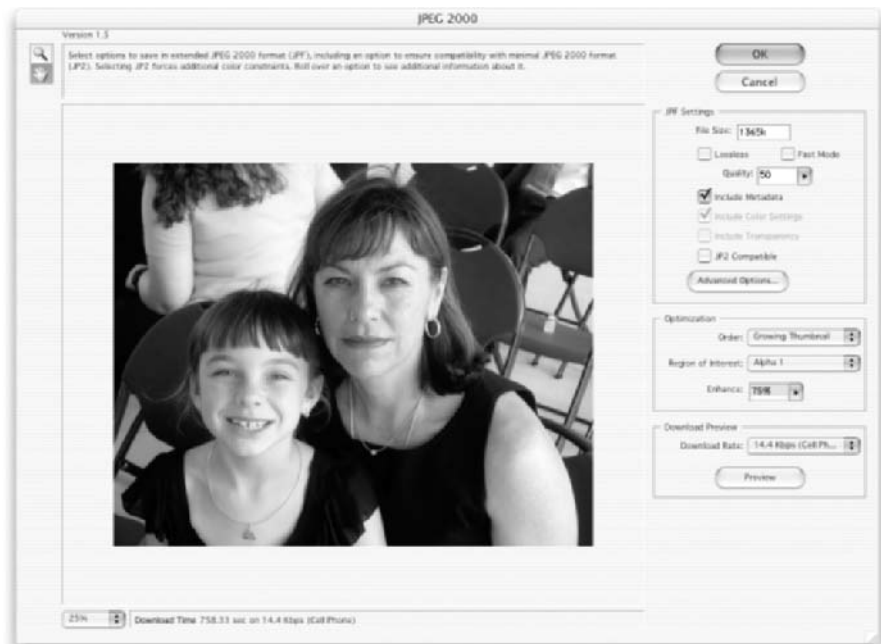 JPEG 2000
Version 1.5
Select options to save in extended JPEG 2000 format (JPF), including an option to ensure compatibility with minimal JPEG 2000 format
(JP2). Selecting JP2 forces additional color constraints. Roll over an option to see additional information about it.
OK
Cancel
JPF Settings
File Size: 1365k
Lossless Fast Mode
Quality: 50
Include Metadata
Include Color Settings
Include Transparency
JP2 Compatible
Advanced Options...
Optimization
Order: Growing Thumbnail
Region of Interest: Alpha 1
Enhance: 75%
Download Preview
Download Rate: 14.4 Kbps (Cell Ph...
Preview
25% Download Time 758.33 sec on 14.4 Kbps (Cell Phone)